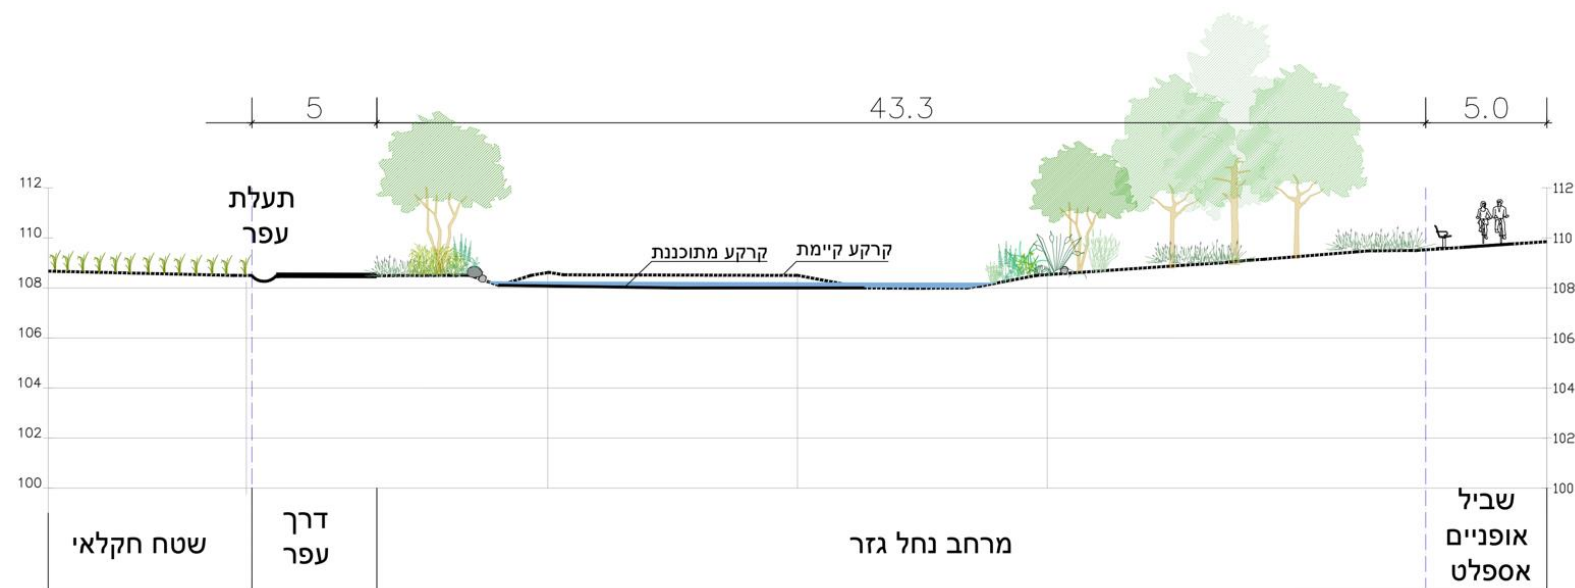 5
43.3
5.0
תעלת
עפר
קרקע מתוכננת
קרקע קיימת
112
110
108
106
104
102
100
112
110
108
106
104
102
100
שטח חקלאי
דרך
עפר
מרחב נחל גזר
שביל
אופניים
אספלט